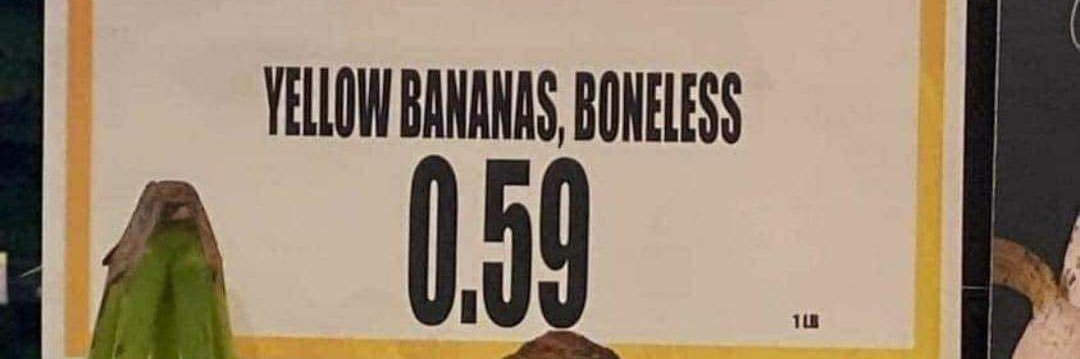 YELLOW BANANAS, BONELESS
0.59
1 LB